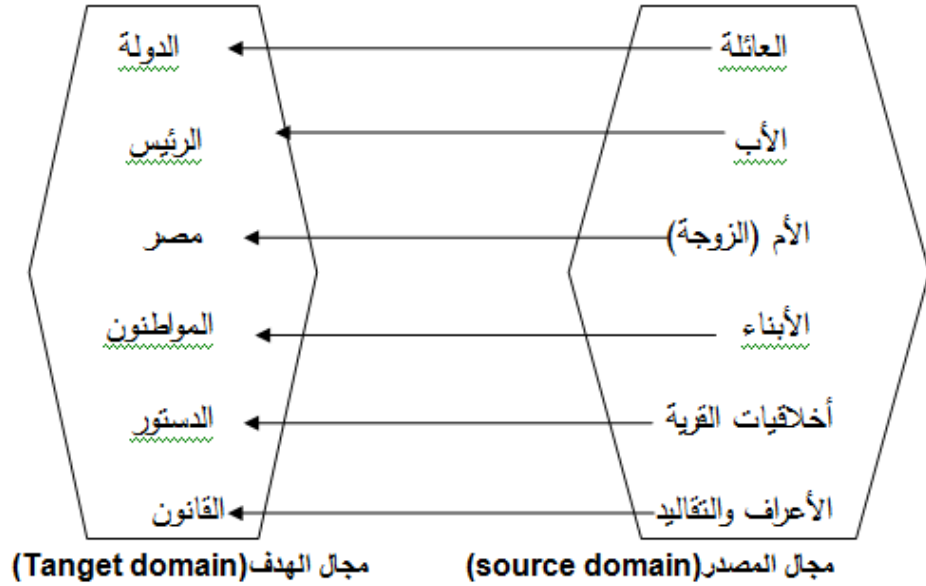 العائلة الدولة
الأب الرئيس
الأم (الزوجة) مصر
الأبناء المواطنون
أخلاقيات القرية الدستور
الأعراف والتقاليد القانون
مجال المصدر(source domain) مجال الهدف(Tanget domain)